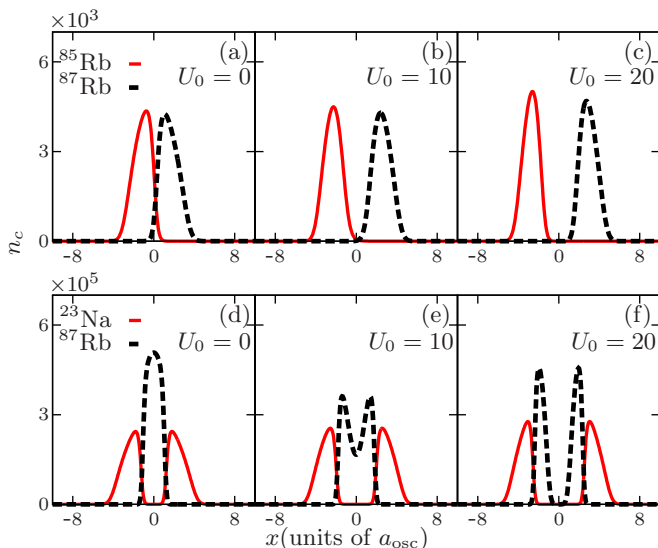 ×10³
(a) (b) (c)
⁸⁵Rb
⁸⁷Rb
U₀ = 0 U₀ = 10 U₀ = 20
6
3
0
n_c
-8 0 8 -8 0 8 -8 0 8
×10⁵
(d) (e) (f)
²³Na
⁸⁷Rb
U₀ = 0 U₀ = 10 U₀ = 20
6
3
0
-8 0 8 -8 0 8 -8 0 8
x(units of a_osc)